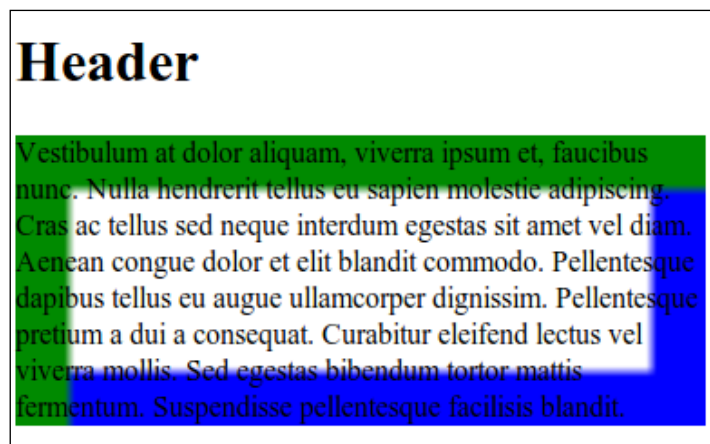 Header
Vestibulum at dolor aliquam, viverra ipsum et, faucibus
nunc. Nulla hendrerit tellus eu sapien molestie adipiscing.
Cras ac tellus sed neque interdum egestas sit amet vel diam.
Aenean congue dolor et elit blandit commodo. Pellentesque
dapibus tellus eu augue ullamcorper dignissim. Pellentesque
pretium a dui a consequat. Curabitur eleifend lectus vel
viverra mollis. Sed egestas bibendum tortor mattis
fermentum. Suspendisse pellentesque facilisis blandit.